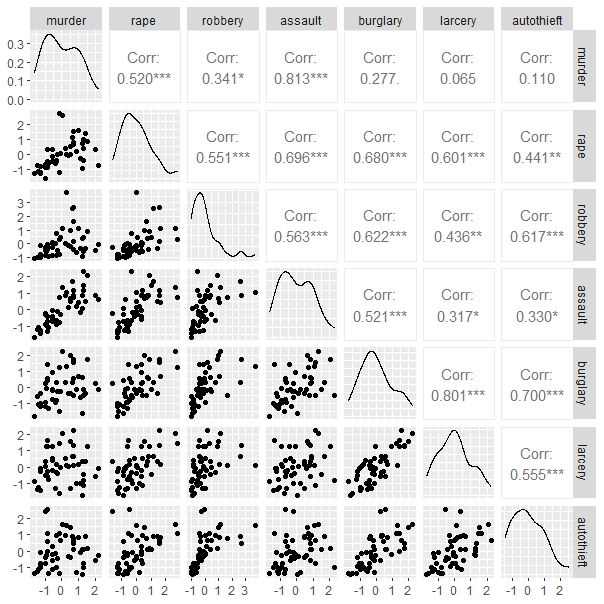 murder rape robbery assault burglary larcery autothieft
0.3
0.2
0.1
0.0
Corr: Corr: Corr: Corr: Corr: Corr:
0.520*** 0.341* 0.813*** 0.277. 0.065 0.110
murder
2
1
0
-1
Corr: Corr: Corr: Corr: Corr:
0.551*** 0.696*** 0.680*** 0.601*** 0.441**
rape
3
2
1
0
-1
Corr: Corr: Corr: Corr:
0.563*** 0.622*** 0.436** 0.617***
robbery
2
1
0
-1
Corr: Corr: Corr:
0.521*** 0.317* 0.330*
assault
2
1
0
-1
Corr: Corr:
0.801*** 0.700***
burglary
2
1
0
-1
Corr:
0.555***
larcery
2
1
0
-1
autothieft
-1 0 1 2 -1 0 1 2 -1 0 1 2 3 -1 0 1 2 -1 0 1 2 -1 0 1 2 -1 0 1 2